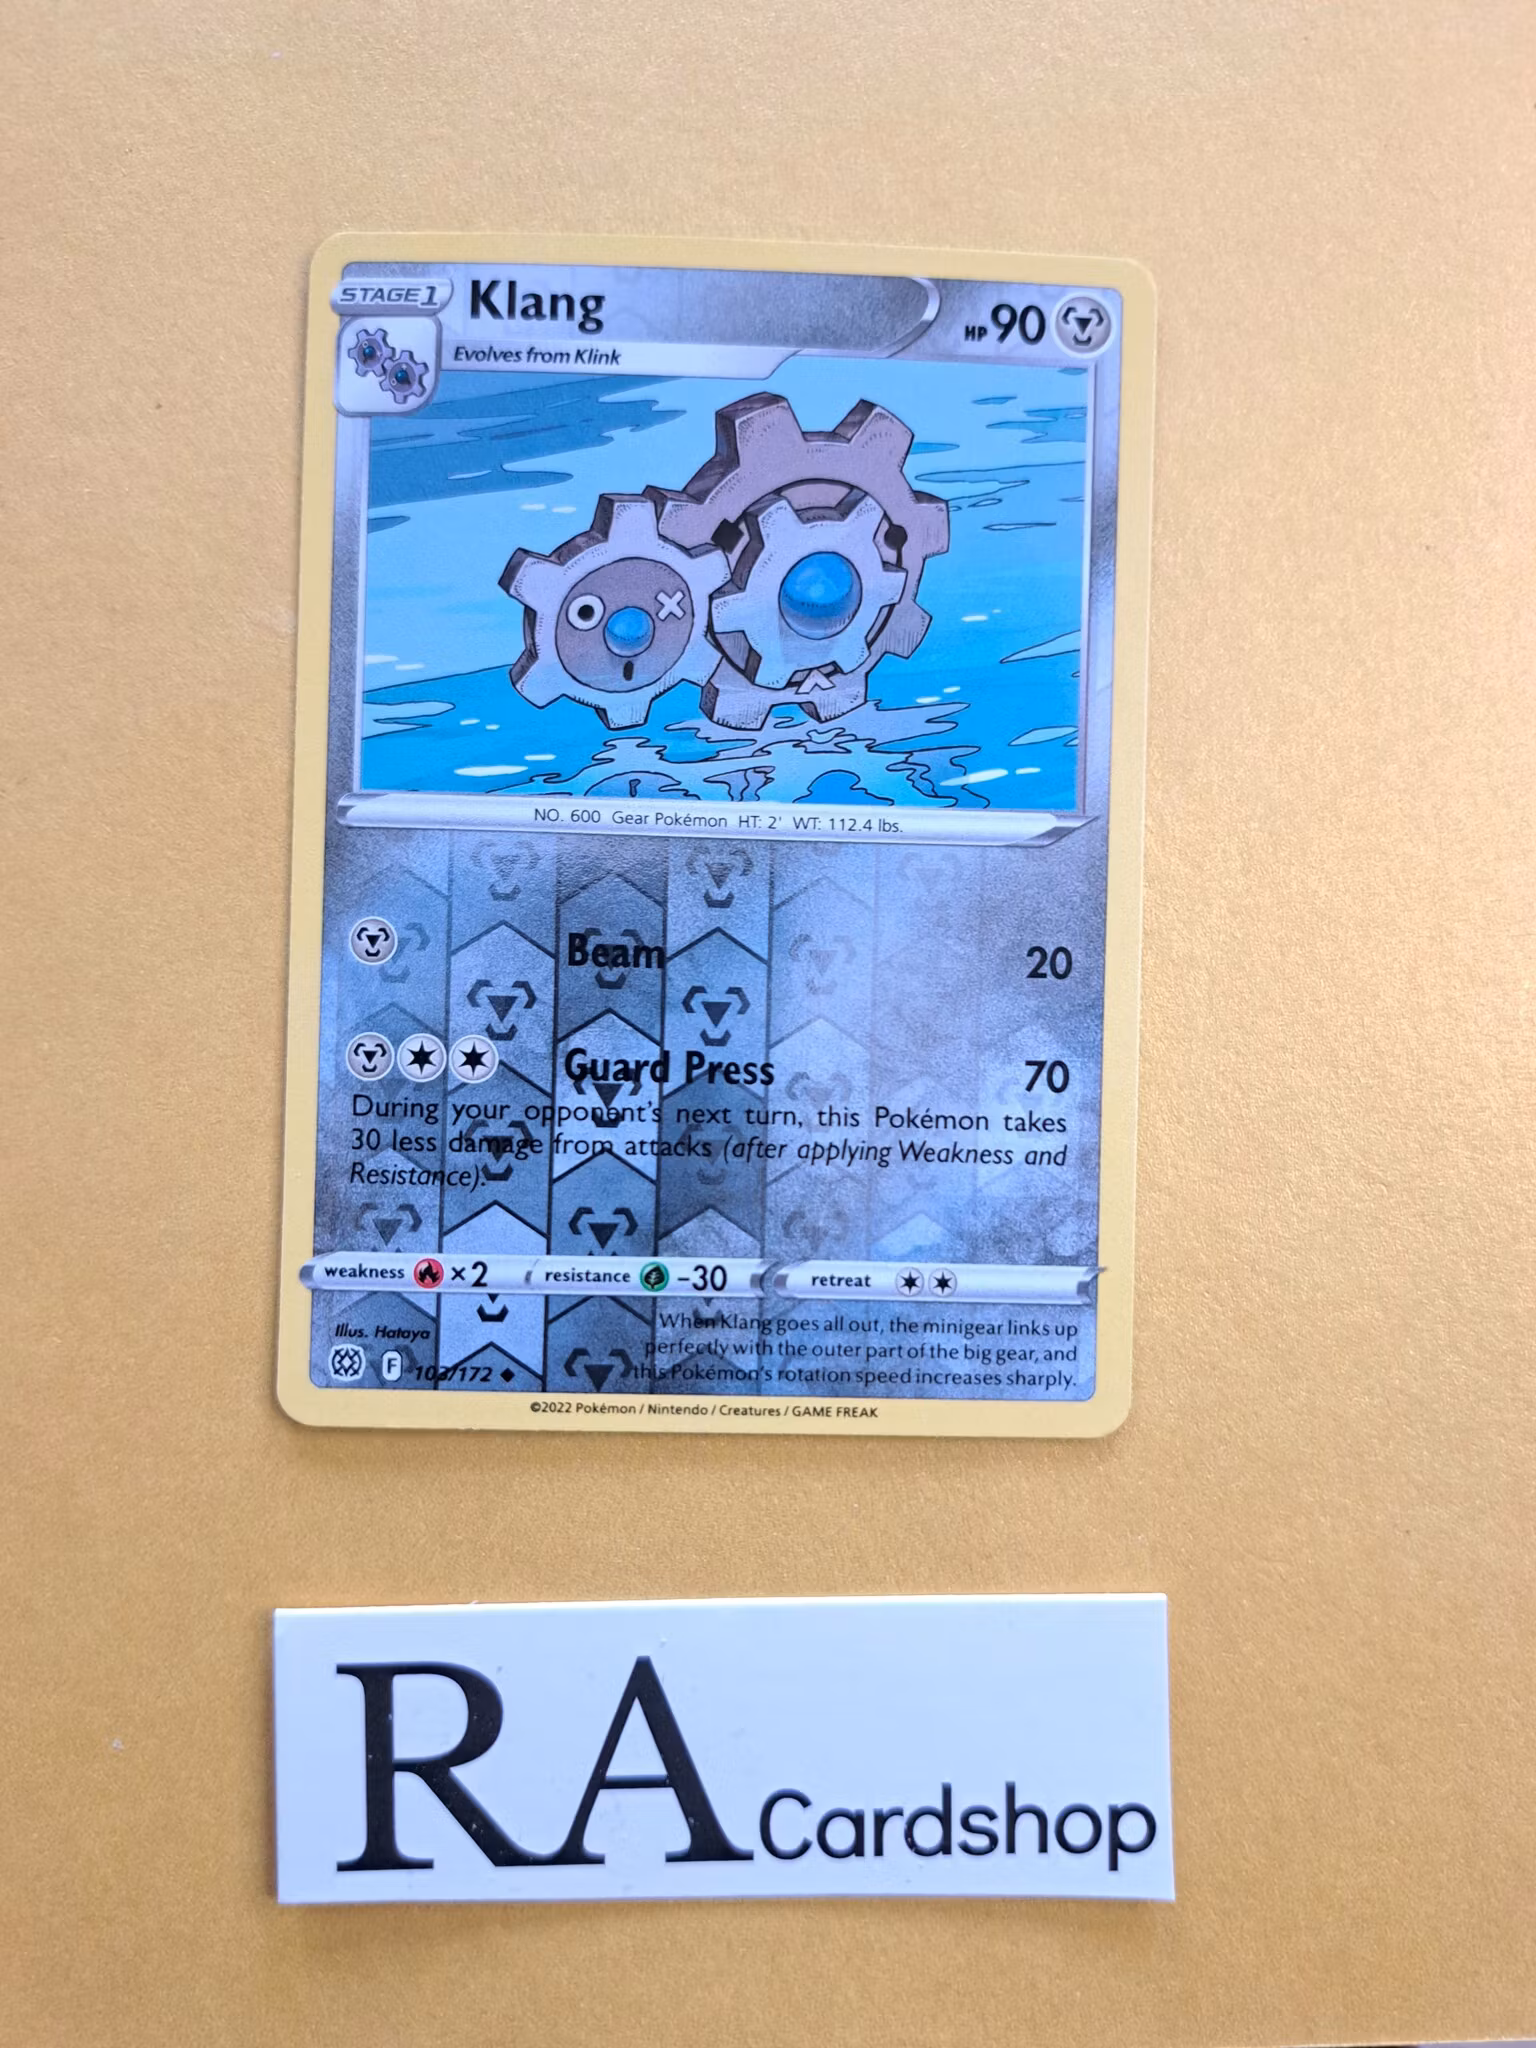 STAGE1
Klang
HP 90
Evolves from Klink
NO. 600 Gear Pokémon HT: 2' WT: 112.4 lbs.
Beam 20
Guard Press 70
During your opponent's next turn, this Pokémon takes
30 less damage from attacks (after applying Weakness and
Resistance).
weakness ×2 resistance -30 retreat
Illus. Hataya
When Klang goes all out, the minigear links up
perfectly with the outer part of the big gear, and
this Pokémon's rotation speed increases sharply.
F 103/172
©2022 Pokémon / Nintendo / Creatures / GAME FREAK
RA Cardshop